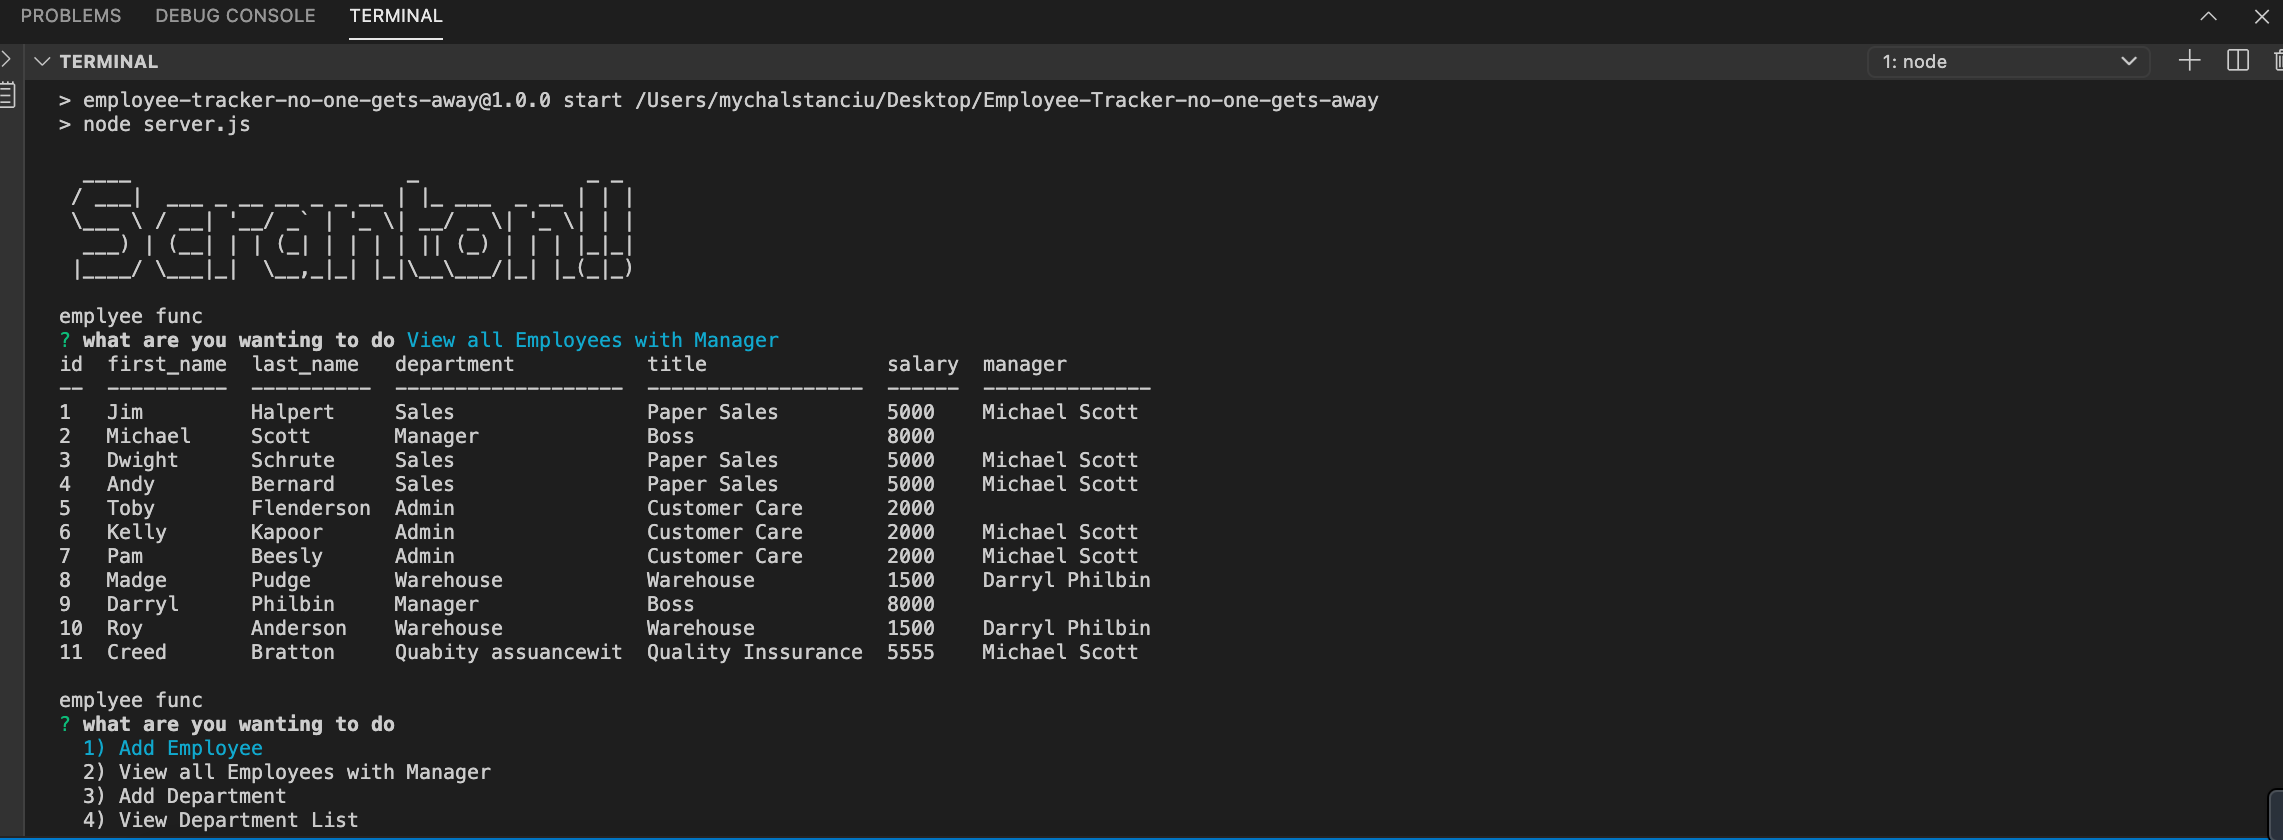 PROBLEMS DEBUG CONSOLE TERMINAL
TERMINAL 1: node
> employee-tracker-no-one-gets-away@1.0.0 start /Users/mychalstanciu/Desktop/Employee-Tracker-no-one-gets-away
> node server.js
Scranton!!
emplyee func
? what are you wanting to do View all Employees with Manager
id first_name last_name department title salary manager
-- ---------- ---------- ------------------- ------------------ ------ --------------
1 Jim Halpert Sales Paper Sales 5000 Michael Scott
2 Michael Scott Manager Boss 8000
3 Dwight Schrute Sales Paper Sales 5000 Michael Scott
4 Andy Bernard Sales Paper Sales 5000 Michael Scott
5 Toby Flenderson Admin Customer Care 2000
6 Kelly Kapoor Admin Customer Care 2000 Michael Scott
7 Pam Beesly Admin Customer Care 2000 Michael Scott
8 Madge Pudge Warehouse Warehouse 1500 Darryl Philbin
9 Darryl Philbin Manager Boss 8000
10 Roy Anderson Warehouse Warehouse 1500 Darryl Philbin
11 Creed Bratton Quabity assuancewit Quality Inssurance 5555 Michael Scott
emplyee func
? what are you wanting to do
1) Add Employee
2) View all Employees with Manager
3) Add Department
4) View Department List